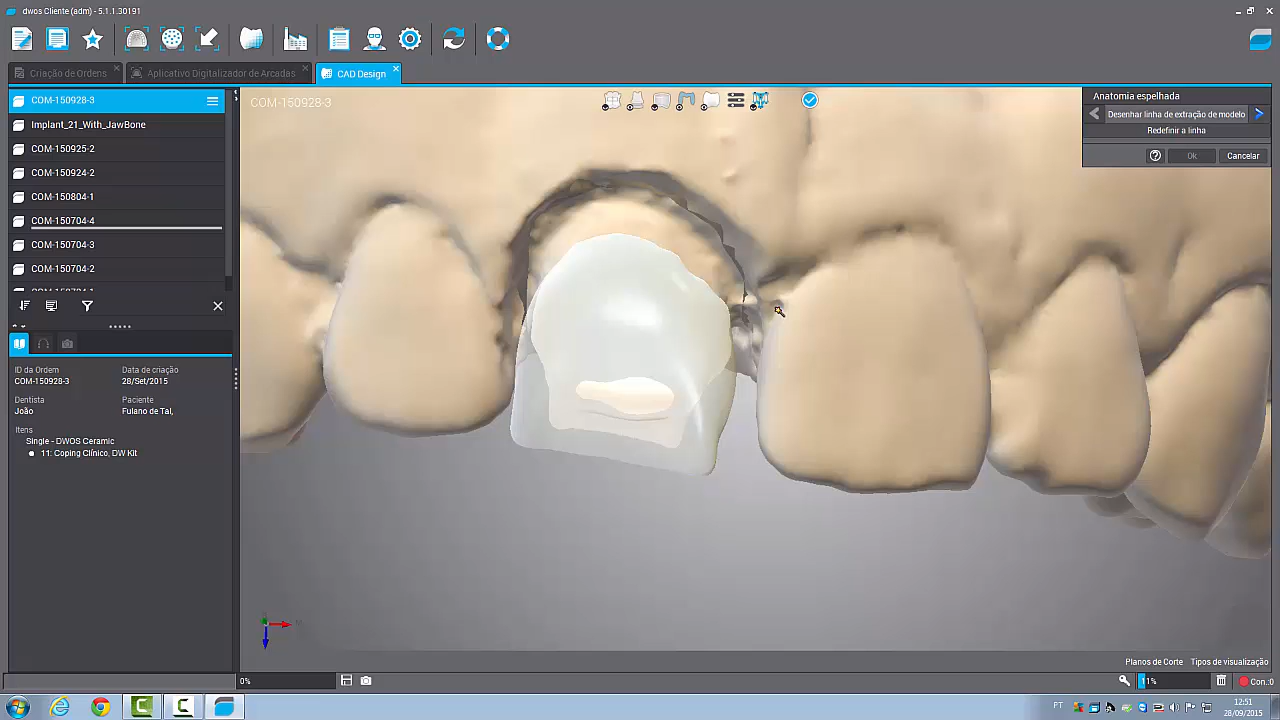 dwos Cliente (adm) - 5.1.1.30191
Criação de Ordens
Aplicativo Digitalizador de Arcadas
CAD Design
COM-150928-3
Implant_21_With_JawBone
COM-150925-2
COM-150924-2
COM-150804-1
COM-150704-4
COM-150704-3
COM-150704-2
ID da Ordem
COM-150928-3
Data de criação
28/Set/2015
Dentista
João
Paciente
Fulano de Tal,
Itens
Single - DWOS Ceramic
11: Coping Clínico, DW Kit
COM-150928-3
Anatomia espelhada
Desenhar linha de extração de modelo
Redefinir a linha
Ok
Cancelar
Planos de Corte
Tipos de visualização
0%
11%
Con.:0
PT
12:51
28/09/2015